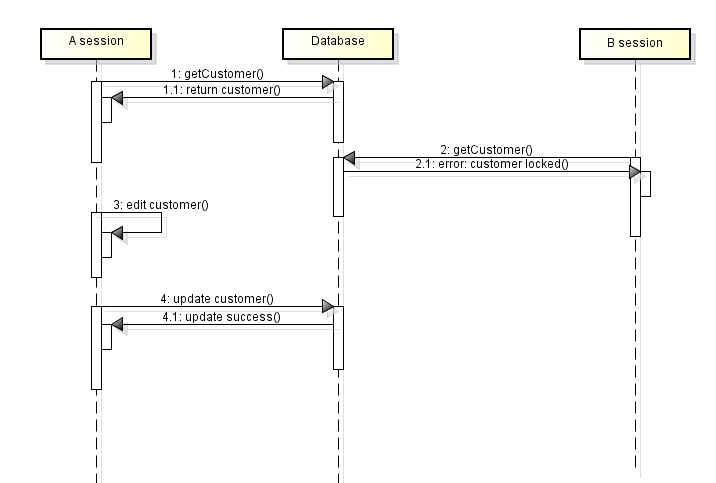 A session
Database
B session
1: getCustomer()
1.1: return customer()
2: getCustomer()
2.1: error: customer locked()
3: edit customer()
4: update customer()
4.1: update success()